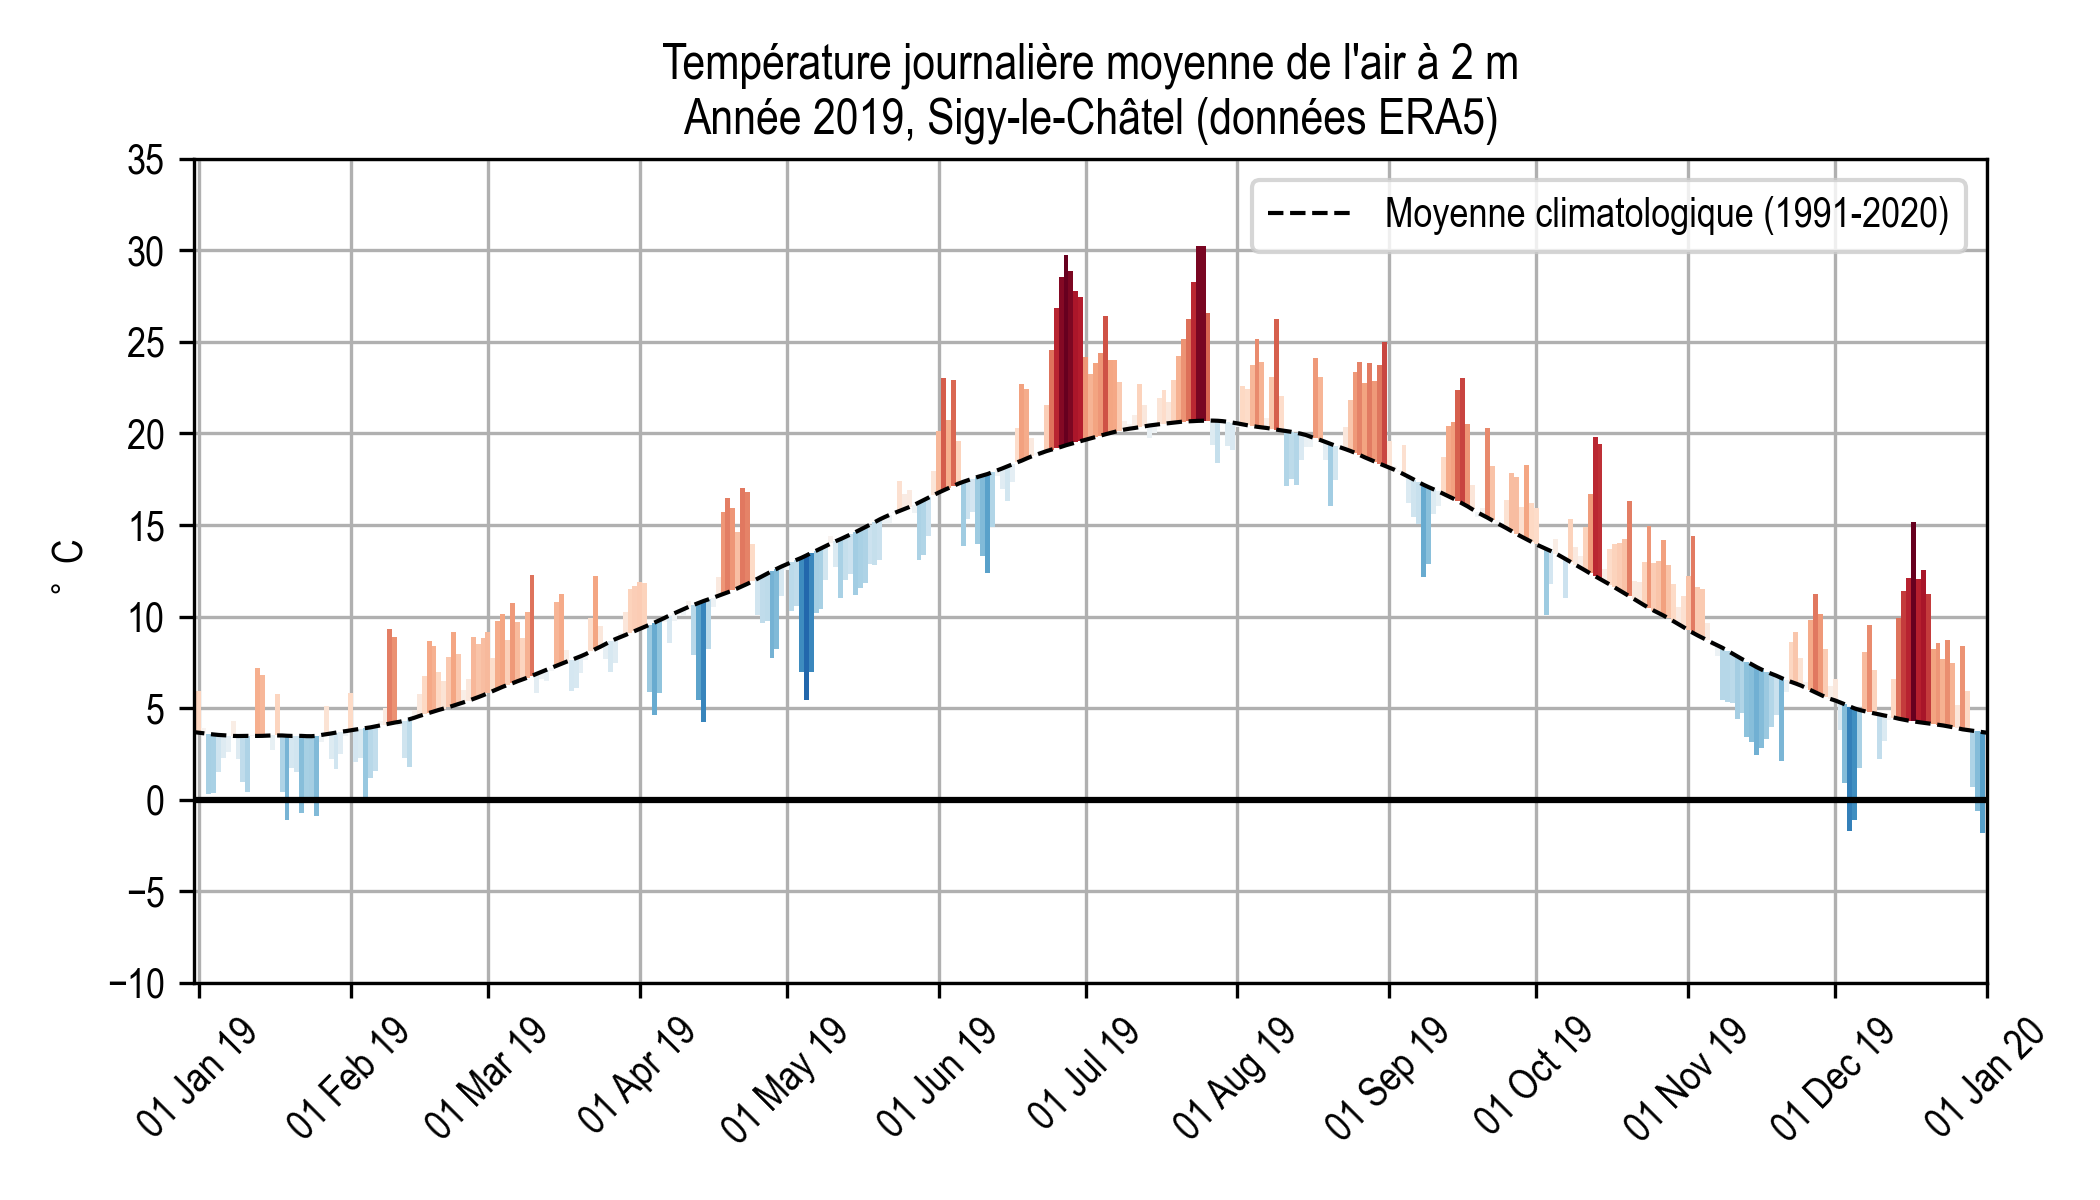 Température journalière moyenne de l'air à 2 m
Année 2019, Sigy-le-Châtel (données ERA5)
Moyenne climatologique (1991-2020)
° C
35
30
25
20
15
10
5
0
−5
−10
01 Jan 19
01 Feb 19
01 Mar 19
01 Apr 19
01 May 19
01 Jun 19
01 Jul 19
01 Aug 19
01 Sep 19
01 Oct 19
01 Nov 19
01 Dec 19
01 Jan 20